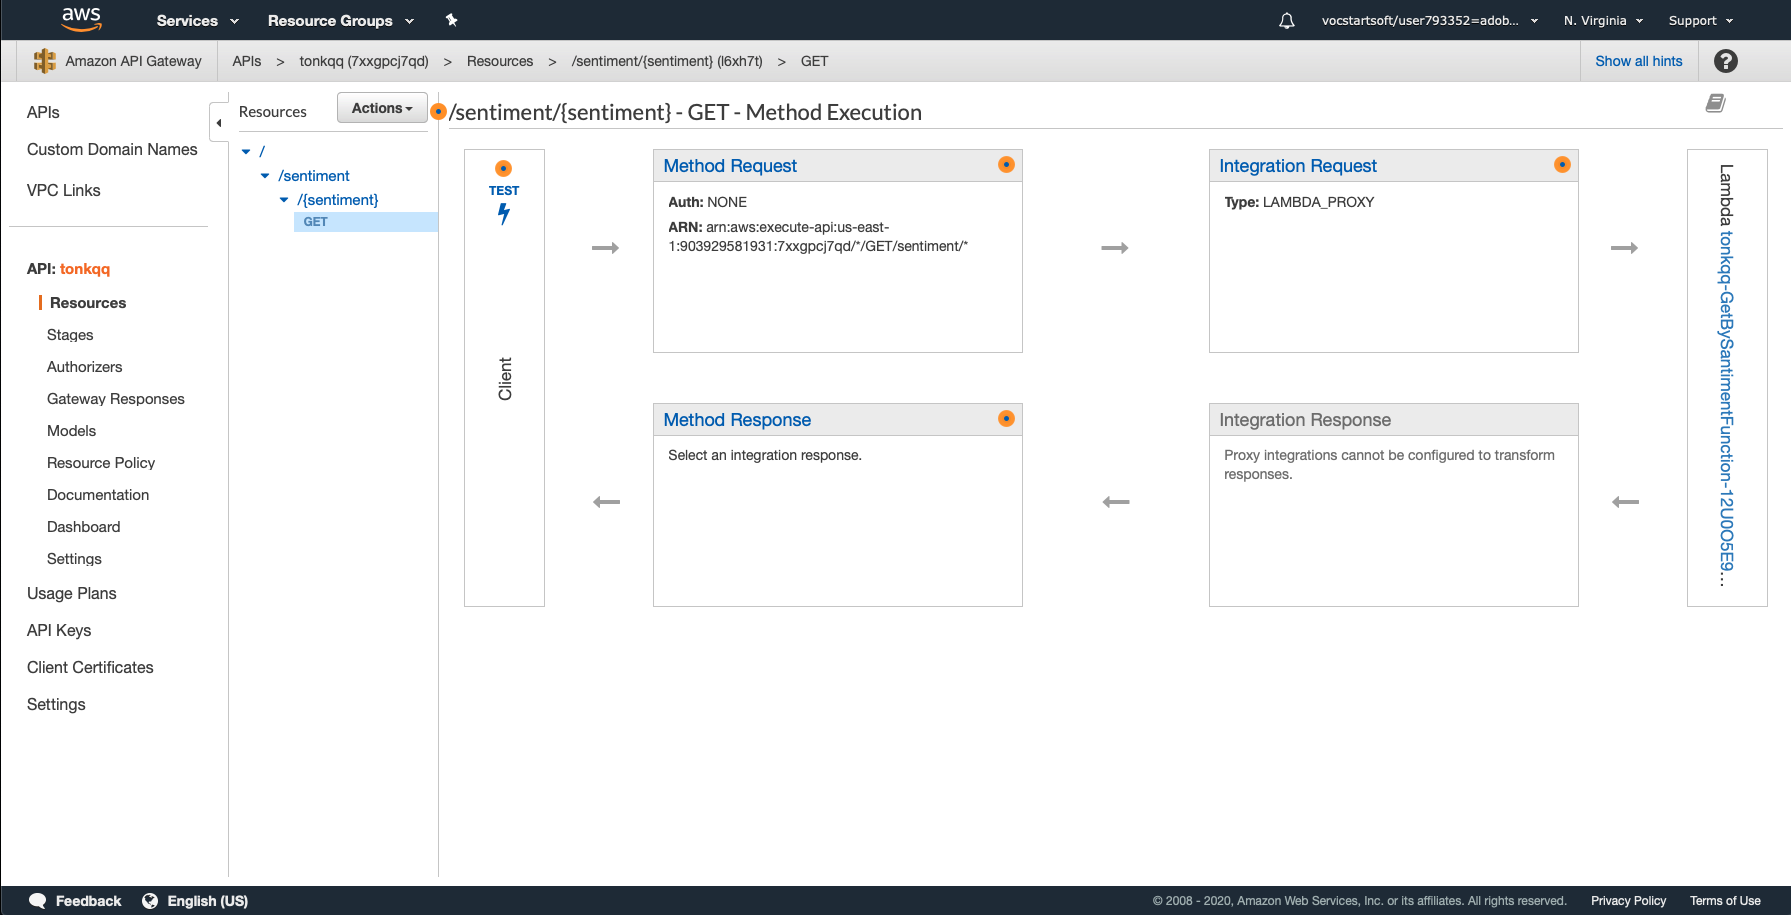 aws
Services
Resource Groups
vocstartsoft/user793352=adob...
N. Virginia
Support
Amazon API Gateway
APIs > tonkqq (7xxgpcj7qd) > Resources > /sentiment/{sentiment} (l6xh7t) > GET
Show all hints
?
APIs
Custom Domain Names
VPC Links
API: tonkqq
Resources
Stages
Authorizers
Gateway Responses
Models
Resource Policy
Documentation
Dashboard
Settings
Usage Plans
API Keys
Client Certificates
Settings
Resources
Actions
/
/sentiment
/{sentiment}
GET
/sentiment/{sentiment} - GET - Method Execution
TEST
Client
Method Request
Auth: NONE
ARN: arn:aws:execute-api:us-east-
1:903929581931:7xxgpcj7qd/*/GET/sentiment/*
Integration Request
Type: LAMBDA_PROXY
Lambda tonkqq-GetBySantimentFunction-12U0O5E9...
Method Response
Select an integration response.
Integration Response
Proxy integrations cannot be configured to transform
responses.
Feedback
English (US)
© 2008 - 2020, Amazon Web Services, Inc. or its affiliates. All rights reserved.
Privacy Policy
Terms of Use